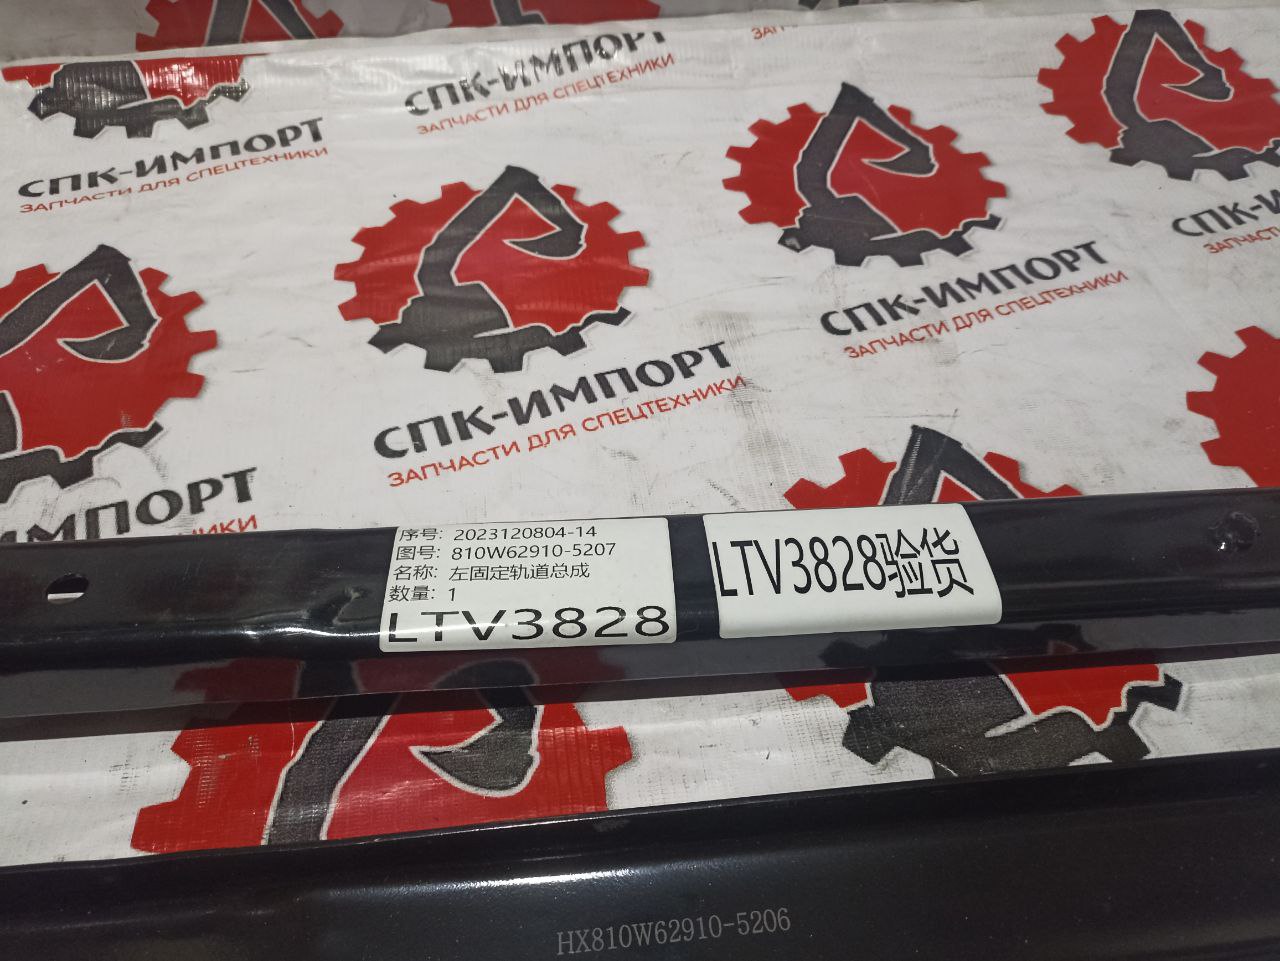 СПК-ИМПОРТ
ЗАПЧАСТИ ДЛЯ СПЕЦТЕХНИКИ
СПК-ИМПОРТ
ЗАПЧАСТИ ДЛЯ СПЕЦТЕХНИКИ
СПК-ИМПОРТ
ЗАПЧАСТИ ДЛЯ СПЕЦТЕХНИКИ
СПК-ИМПОРТ
ЗАПЧАСТИ ДЛЯ СПЕЦТЕХНИКИ
序号: 2023120804-14
图号: 810W62910-5207
名称: 左固定轨道总成
数量: 1
LTV3828
LTV3828验货
HX810W62910-5206